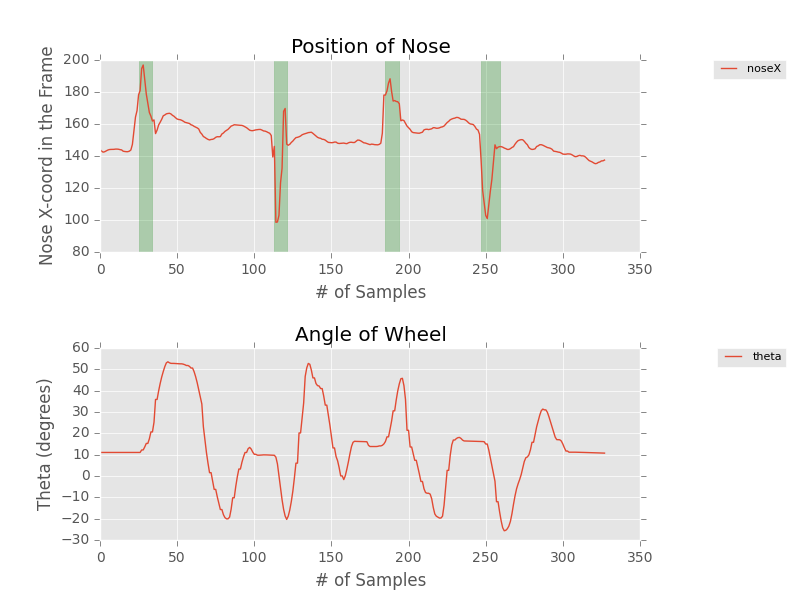 Position of Nose
Nose X-coord in the Frame
200
180
160
140
120
100
80
0 50 100 150 200 250 300 350
# of Samples
noseX
Angle of Wheel
Theta (degrees)
60
50
40
30
20
10
0
−10
−20
−30
0 50 100 150 200 250 300 350
# of Samples
theta